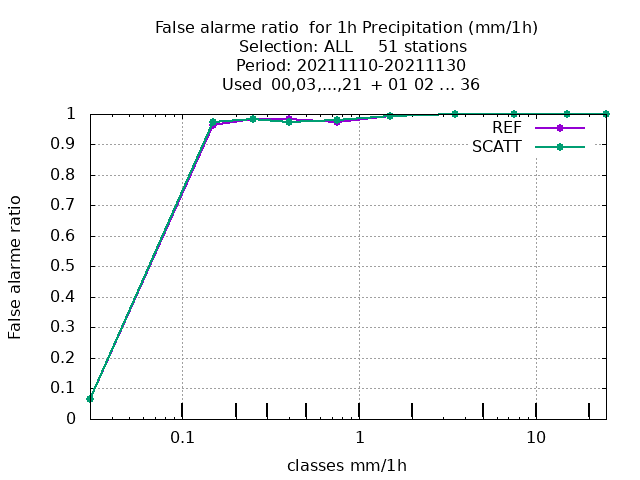 False alarme ratio  for 1h Precipitation (mm/1h)
Selection: ALL     51 stations
Period: 20211110-20211130
Used  00,03,...,21  + 01 02 ... 36
1
0.9
0.8
0.7
0.6
0.5
0.4
0.3
0.2
0.1
0
False alarme ratio
REF
SCATT
0.1
1
10
classes mm/1h